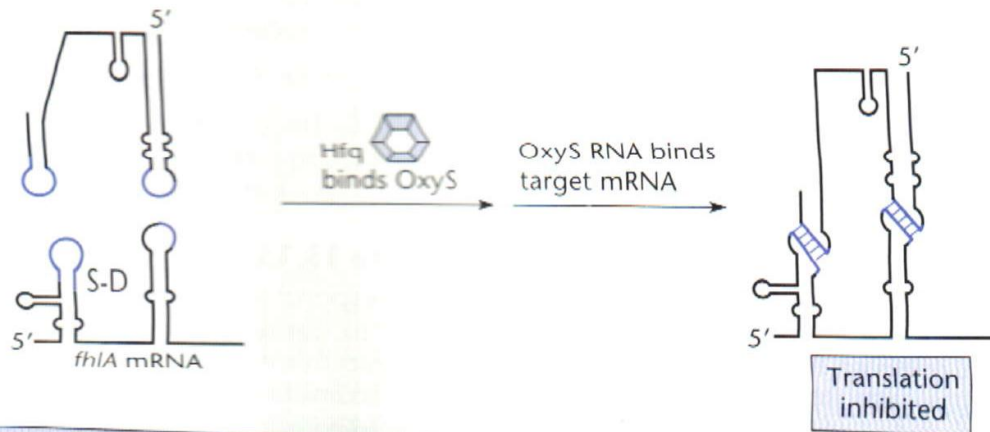 5′
5′
Hfq
binds OxyS
OxyS RNA binds
target mRNA
S-D
5′
fhlA mRNA
5′
Translation
inhibited